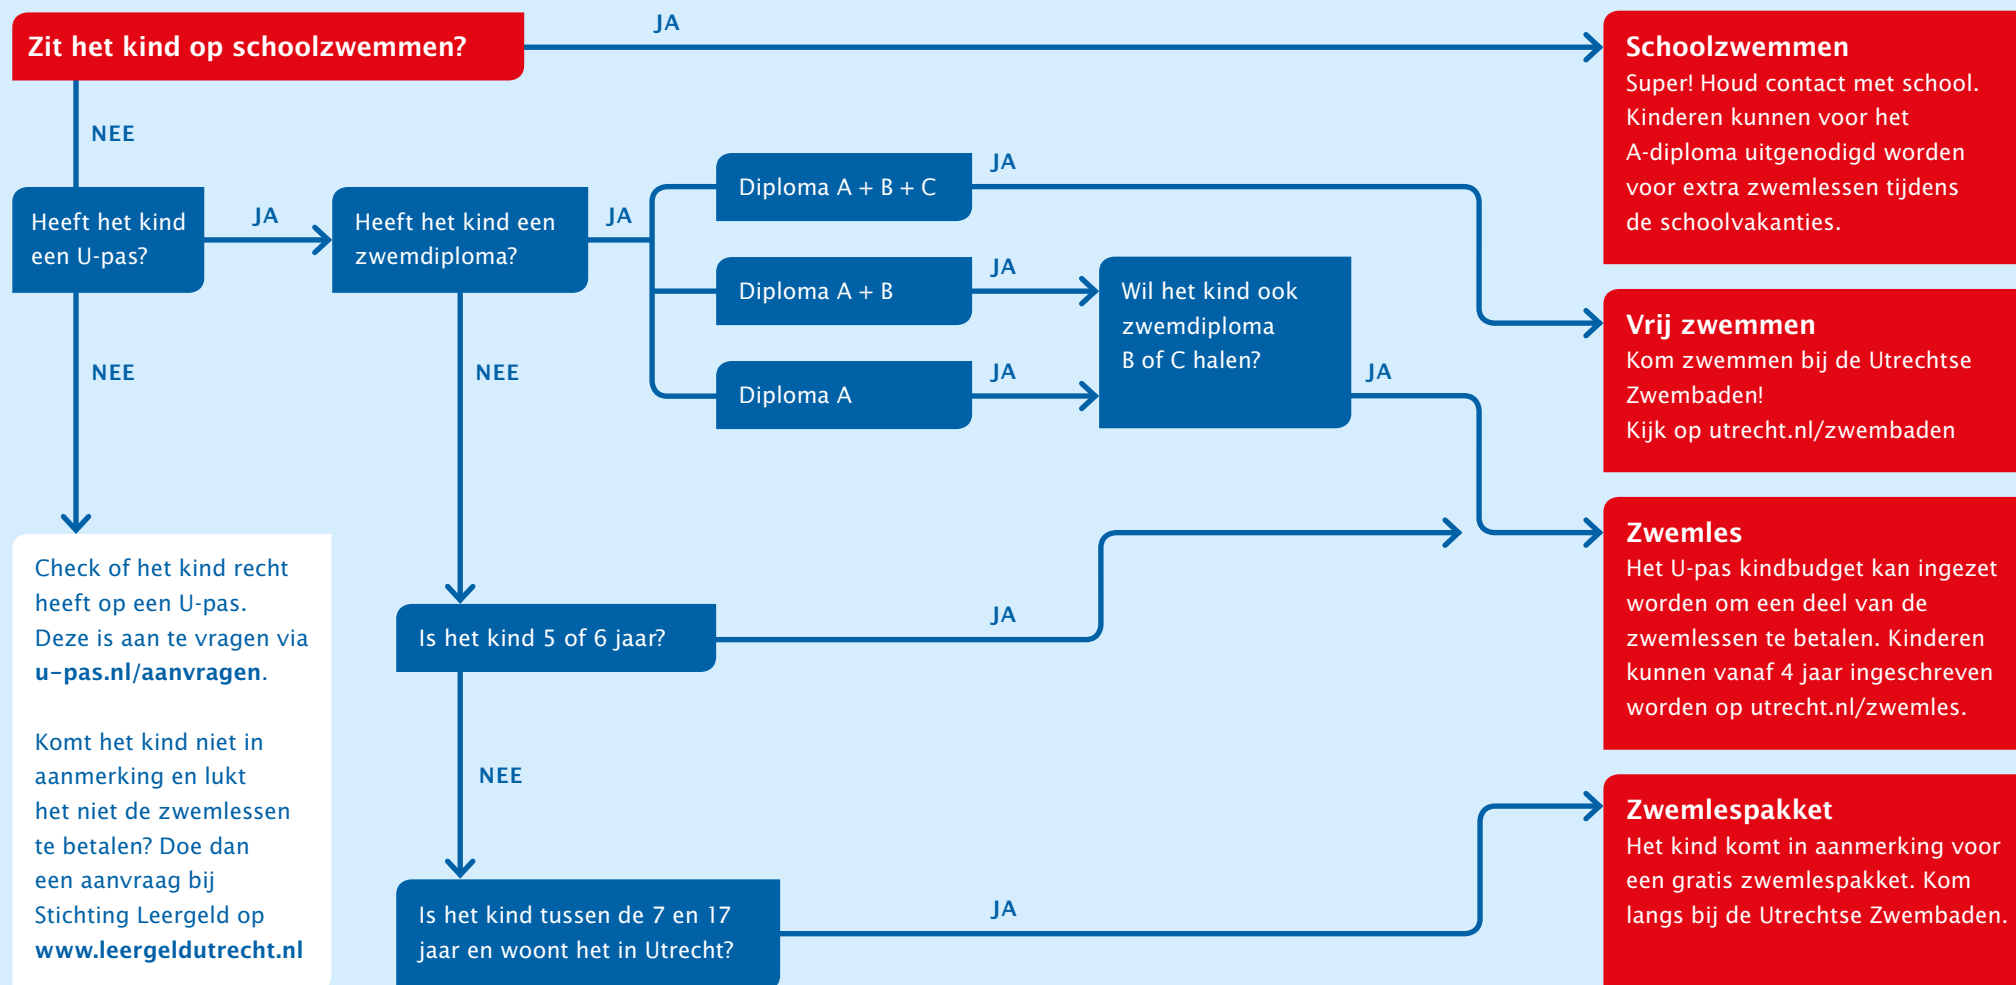 Zit het kind op schoolzwemmen?
JA
NEE
Heeft het kind
een U-pas?
JA
NEE
Heeft het kind een
zwemdiploma?
JA
NEE
Diploma A + B + C
JA
Diploma A + B
JA
Diploma A
JA
Wil het kind ook
zwemdiploma
B of C halen?
JA
Check of het kind recht
heeft op een U-pas.
Deze is aan te vragen via
u-pas.nl/aanvragen.
Komt het kind niet in
aanmerking en lukt
het niet de zwemlessen
te betalen? Doe dan
een aanvraag bij
Stichting Leergeld op
www.leergeldutrecht.nl
Is het kind 5 of 6 jaar?
JA
NEE
Is het kind tussen de 7 en 17
jaar en woont het in Utrecht?
JA
Schoolzwemmen
Super! Houd contact met school.
Kinderen kunnen voor het
A-diploma uitgenodigd worden
voor extra zwemlessen tijdens
de schoolvakanties.
Vrij zwemmen
Kom zwemmen bij de Utrechtse
Zwembaden!
Kijk op utrecht.nl/zwembaden
Zwemles
Het U-pas kindbudget kan ingezet
worden om een deel van de
zwemlessen te betalen. Kinderen
kunnen vanaf 4 jaar ingeschreven
worden op utrecht.nl/zwemles.
Zwemlespakket
Het kind komt in aanmerking voor
een gratis zwemlespakket. Kom
langs bij de Utrechtse Zwembaden.